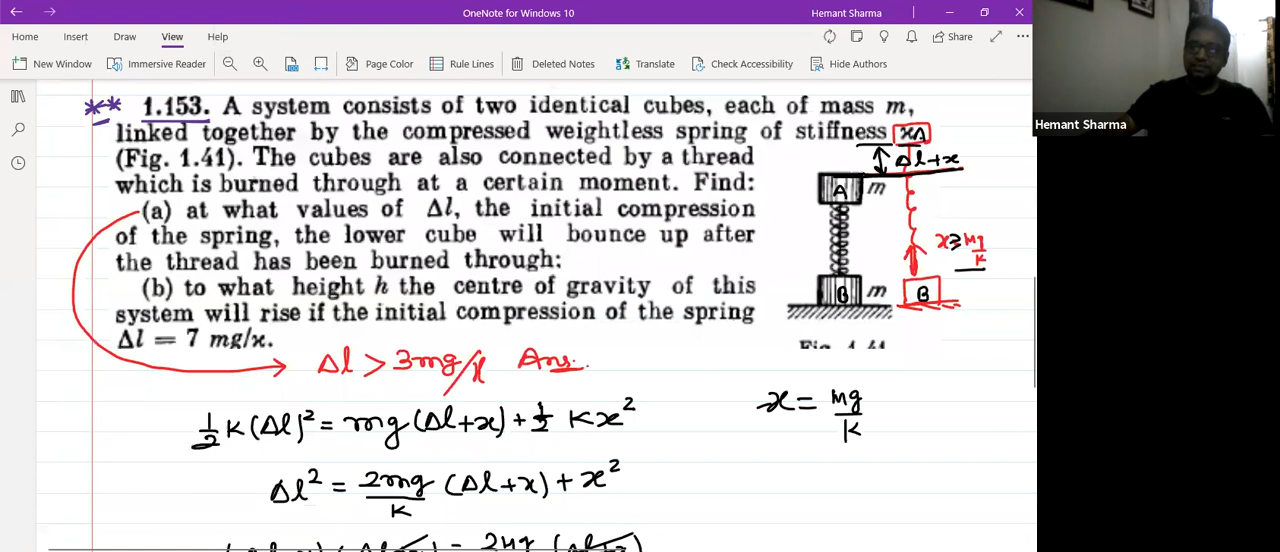 OneNote for Windows 10
Hemant Sharma
Home Insert Draw View Help
Share
New Window Immersive Reader Page Color Rule Lines Deleted Notes Translate Check Accessibility Hide Authors
** 1.153. A system consists of two identical cubes, each of mass m,
linked together by the compressed weightless spring of stiffness ϰ
(Fig. 1.41). The cubes are also connected by a thread
which is burned through at a certain moment. Find:
(a) at what values of Δl, the initial compression
of the spring, the lower cube will bounce up after
the thread has been burned through:
(b) to what height h the centre of gravity of this
system will rise if the initial compression of the spring
Δl = 7 mg/ϰ.
A
Δl+x
A m
x ≥ mg/K
B m
B
Δl > 3mg/ϰ Ans.
½ K(Δl)² = mg(Δl+x) + ½ Kx²
x = mg/K
Δl² = 2mg/K (Δl+x) + x²
Hemant Sharma